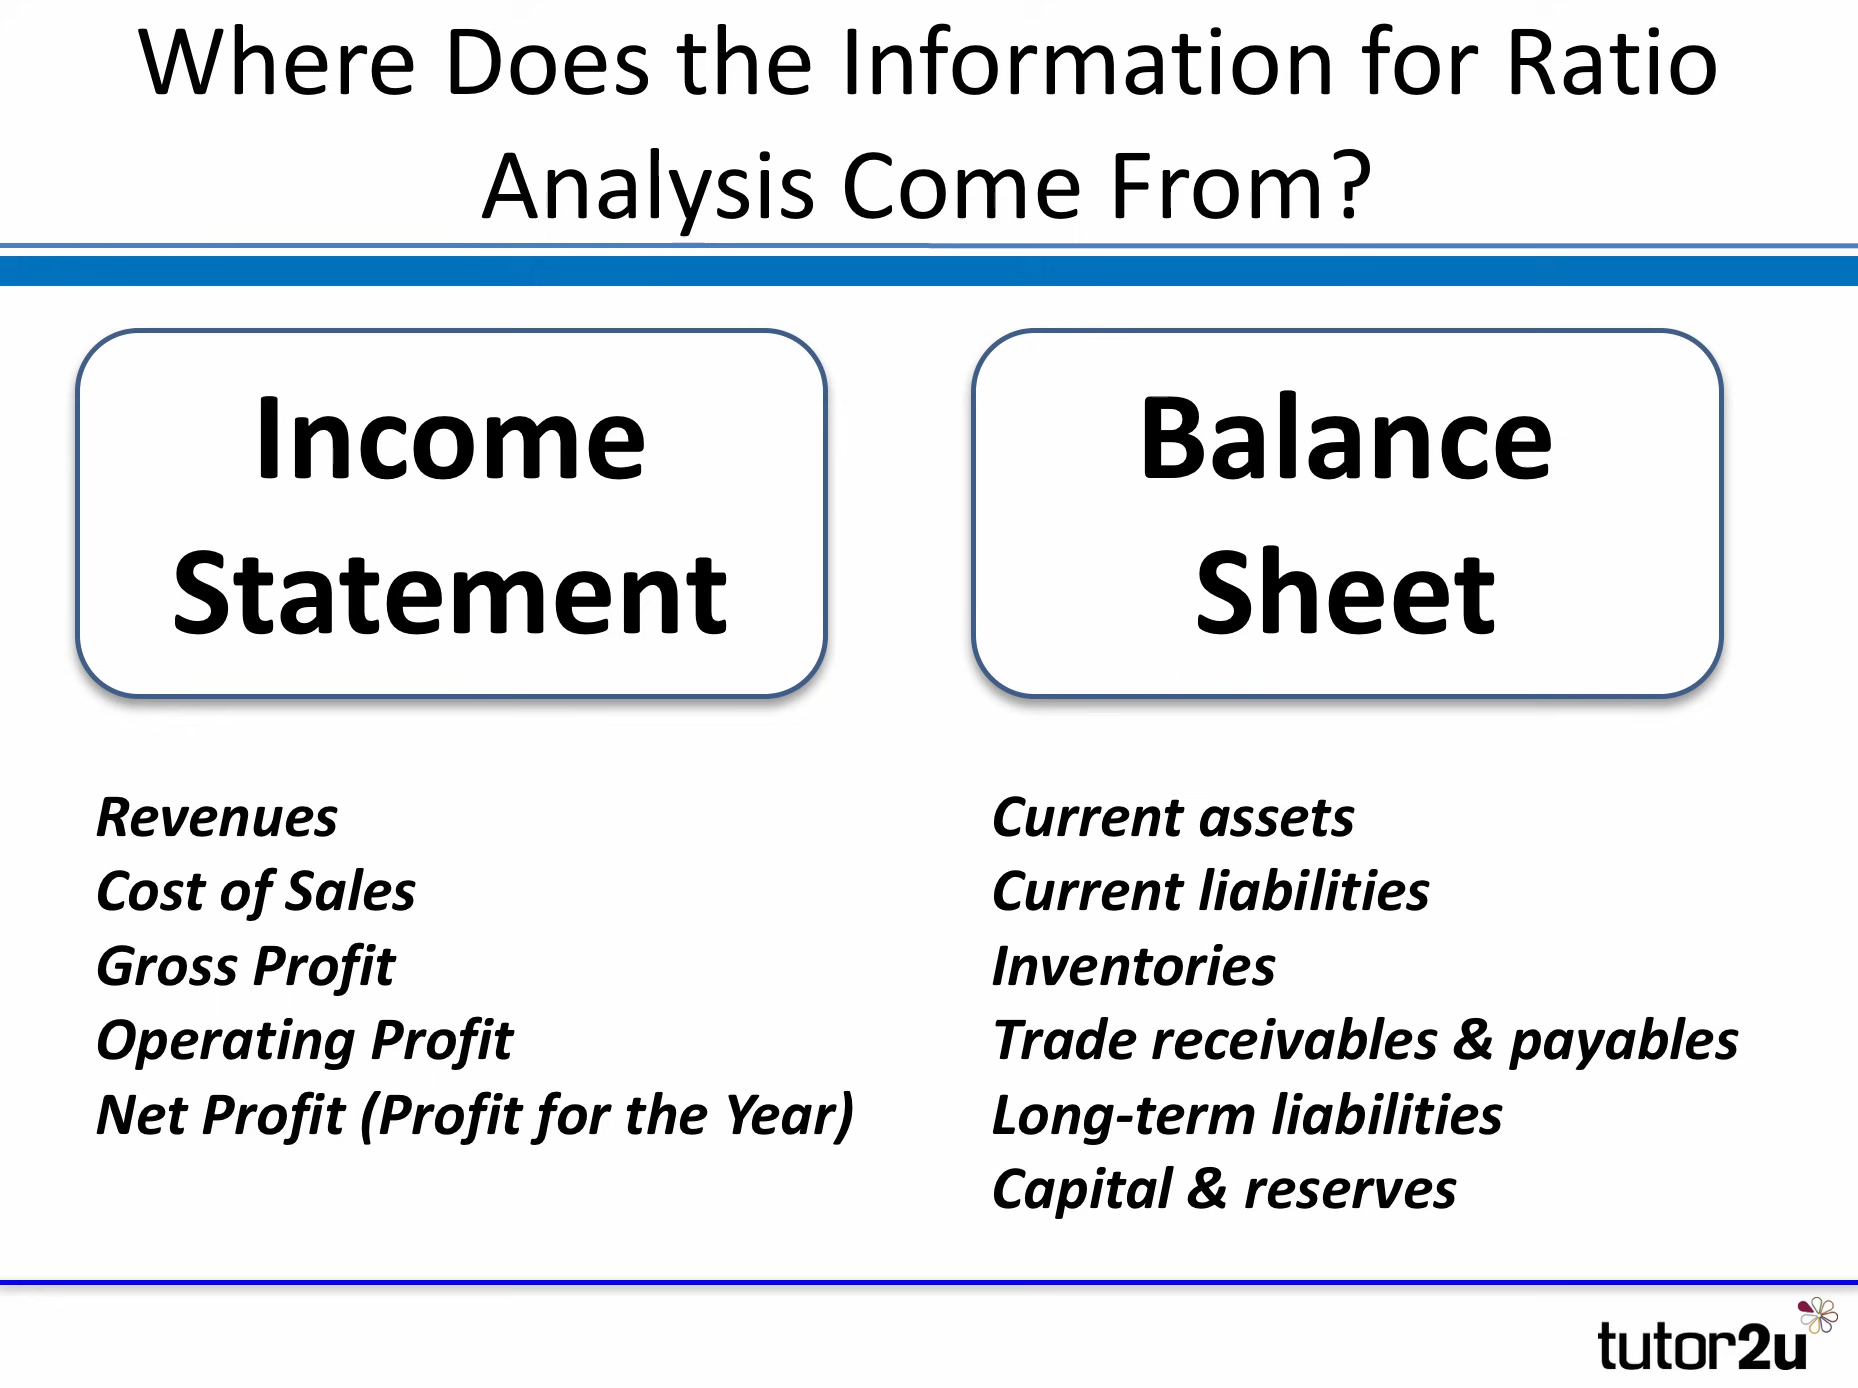 Where Does the Information for Ratio
Analysis Come From?
Income
Statement
Revenues
Cost of Sales
Gross Profit
Operating Profit
Net Profit (Profit for the Year)
Balance
Sheet
Current assets
Current liabilities
Inventories
Trade receivables & payables
Long-term liabilities
Capital & reserves
tutor2u